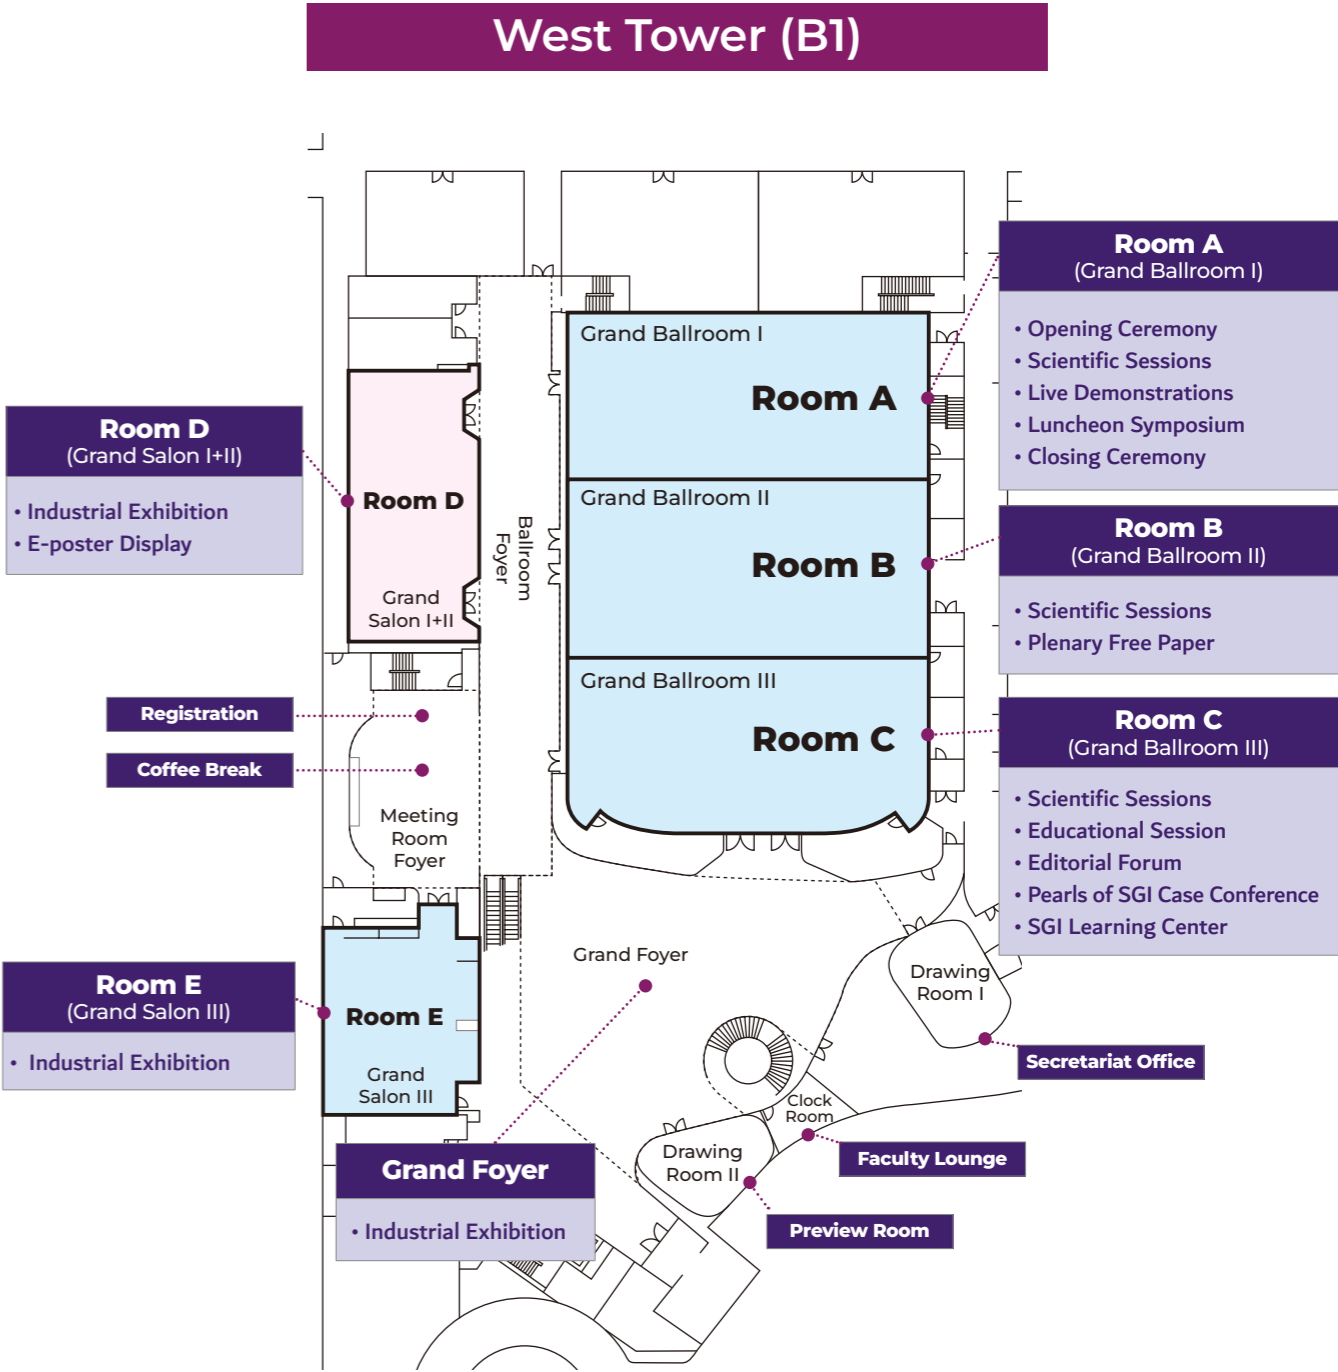 West Tower (B1)
Room A
(Grand Ballroom I)
• Opening Ceremony
• Scientific Sessions
• Live Demonstrations
• Luncheon Symposium
• Closing Ceremony
Grand Ballroom I
Room A
Room D
(Grand Salon I+II)
• Industrial Exhibition
• E-poster Display
Room D
Grand
Salon I+II
Ballroom
Foyer
Grand Ballroom II
Room B
Room B
(Grand Ballroom II)
• Scientific Sessions
• Plenary Free Paper
Grand Ballroom III
Room C
Room C
(Grand Ballroom III)
• Scientific Sessions
• Educational Session
• Editorial Forum
• Pearls of SGI Case Conference
• SGI Learning Center
Registration
Coffee Break
Meeting
Room
Foyer
Room E
(Grand Salon III)
• Industrial Exhibition
Room E
Grand
Salon III
Grand Foyer
Drawing
Room I
Secretariat Office
Clock
Room
Faculty Lounge
Drawing
Room II
Preview Room
Grand Foyer
• Industrial Exhibition